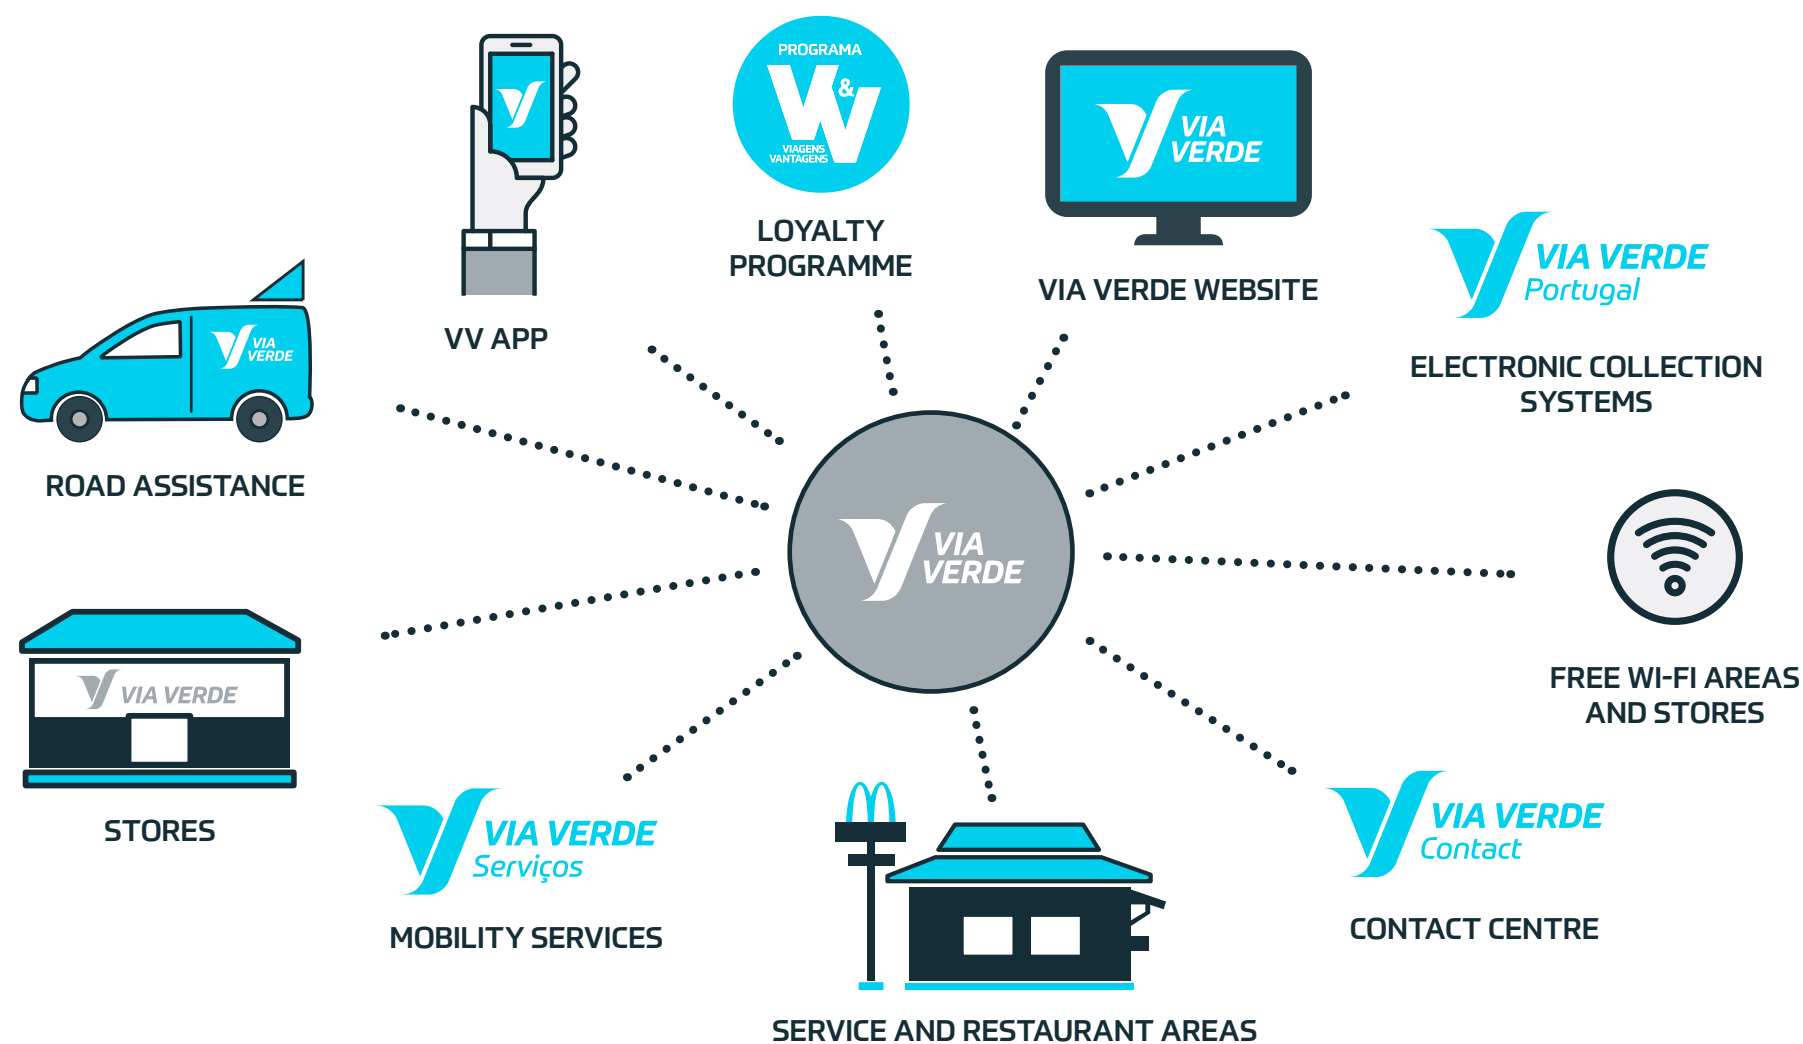 PROGRAMA
V&V
VIAGENS
VANTAGENS
LOYALTY
PROGRAMME
VIA
VERDE
VIA VERDE WEBSITE
VV APP
VIA VERDE
Portugal
ELECTRONIC COLLECTION
SYSTEMS
VIA
VERDE
ROAD ASSISTANCE
VIA
VERDE
FREE WI-FI AREAS
AND STORES
VIA VERDE
STORES
VIA VERDE
Serviços
MOBILITY SERVICES
VIA VERDE
Contact
CONTACT CENTRE
SERVICE AND RESTAURANT AREAS